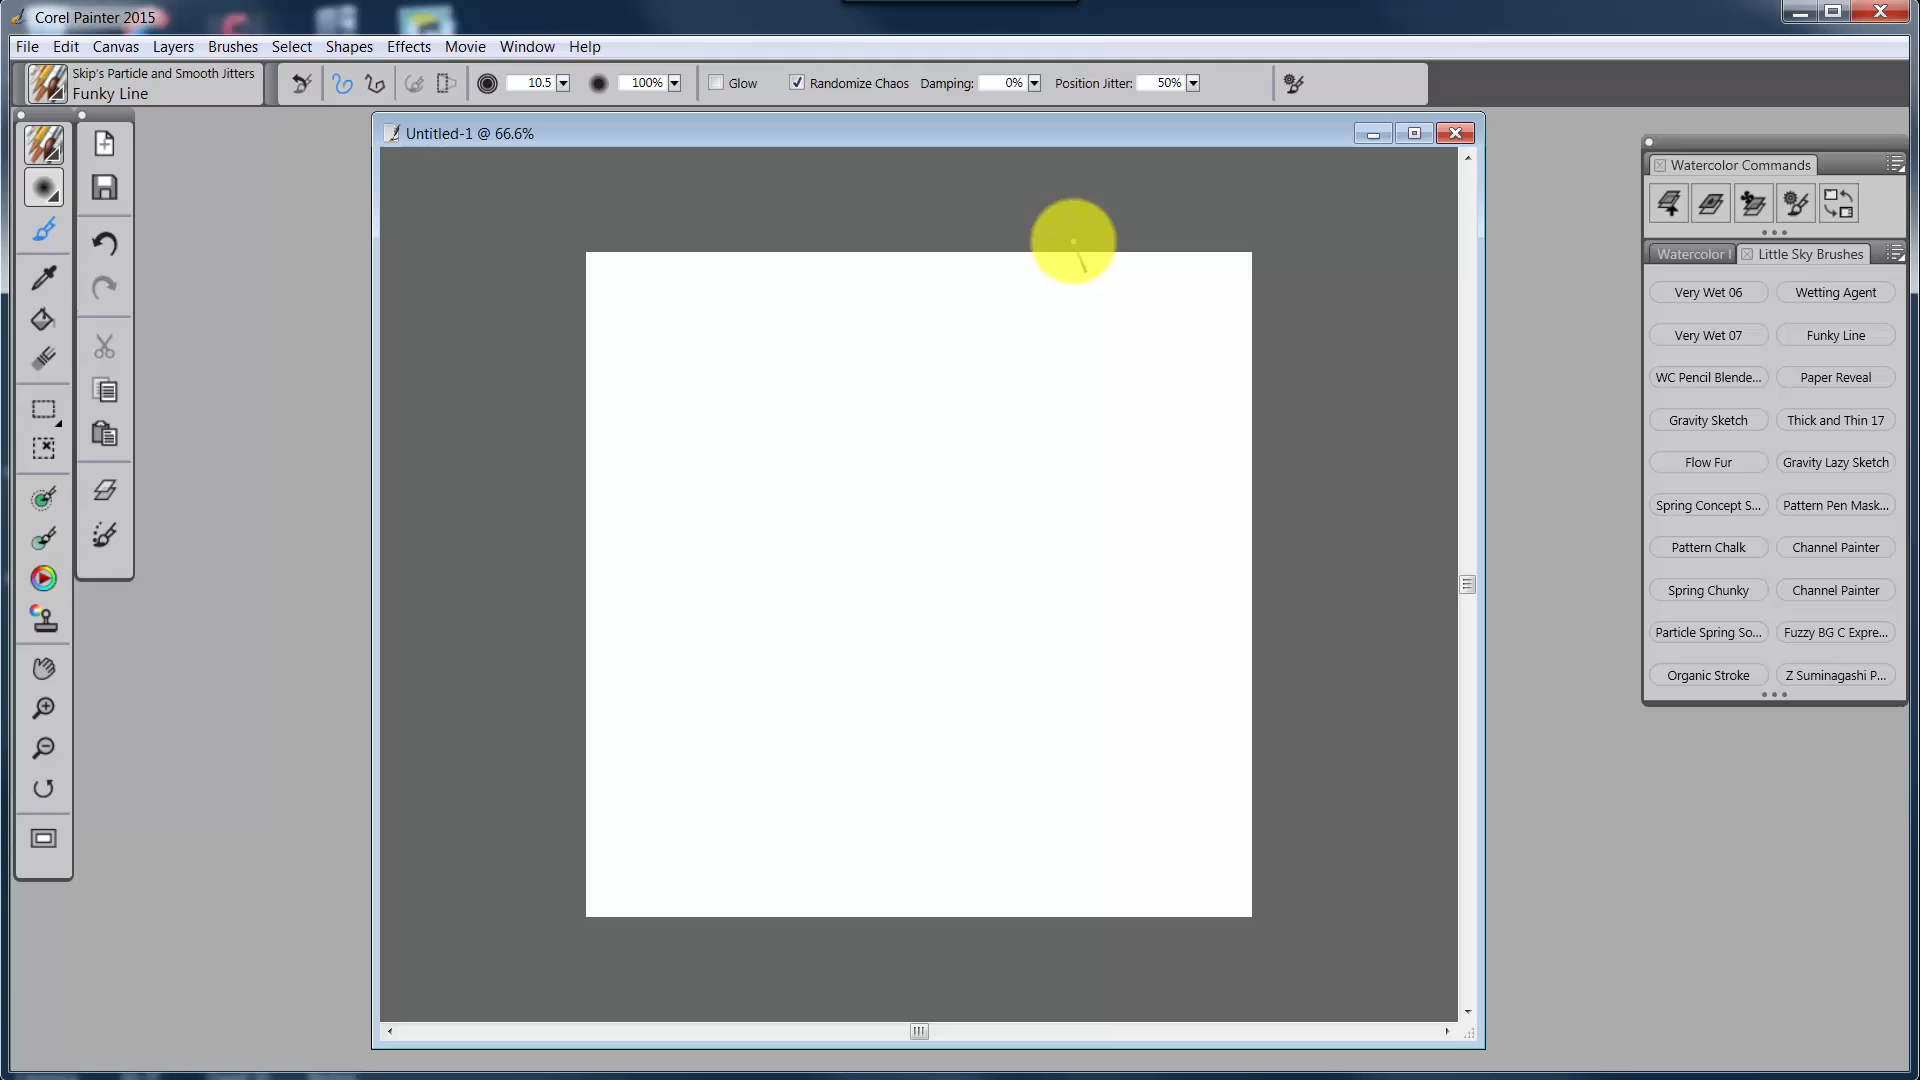 Corel Painter 2015
File Edit Canvas Layers Brushes Select Shapes Effects Movie Window Help
Skip's Particle and Smooth Jitters
Funky Line
10.5 100% Glow Randomize Chaos Damping: 0% Position Jitter: 50%
Untitled-1 @ 66.6%
Watercolor Commands
Watercolor I Little Sky Brushes
Very Wet 06 Wetting Agent
Very Wet 07 Funky Line
WC Pencil Blende... Paper Reveal
Gravity Sketch Thick and Thin 17
Flow Fur Gravity Lazy Sketch
Spring Concept S... Pattern Pen Mask...
Pattern Chalk Channel Painter
Spring Chunky Channel Painter
Particle Spring So... Fuzzy BG C Expre...
Organic Stroke Z Suminagashi P...